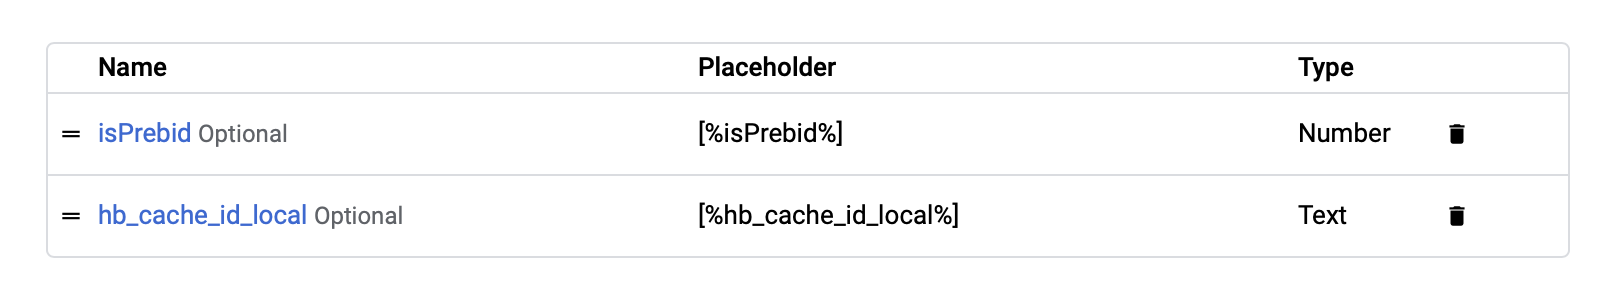 Name Placeholder Type
isPrebid Optional [%isPrebid%] Number
hb_cache_id_local Optional [%hb_cache_id_local%] Text